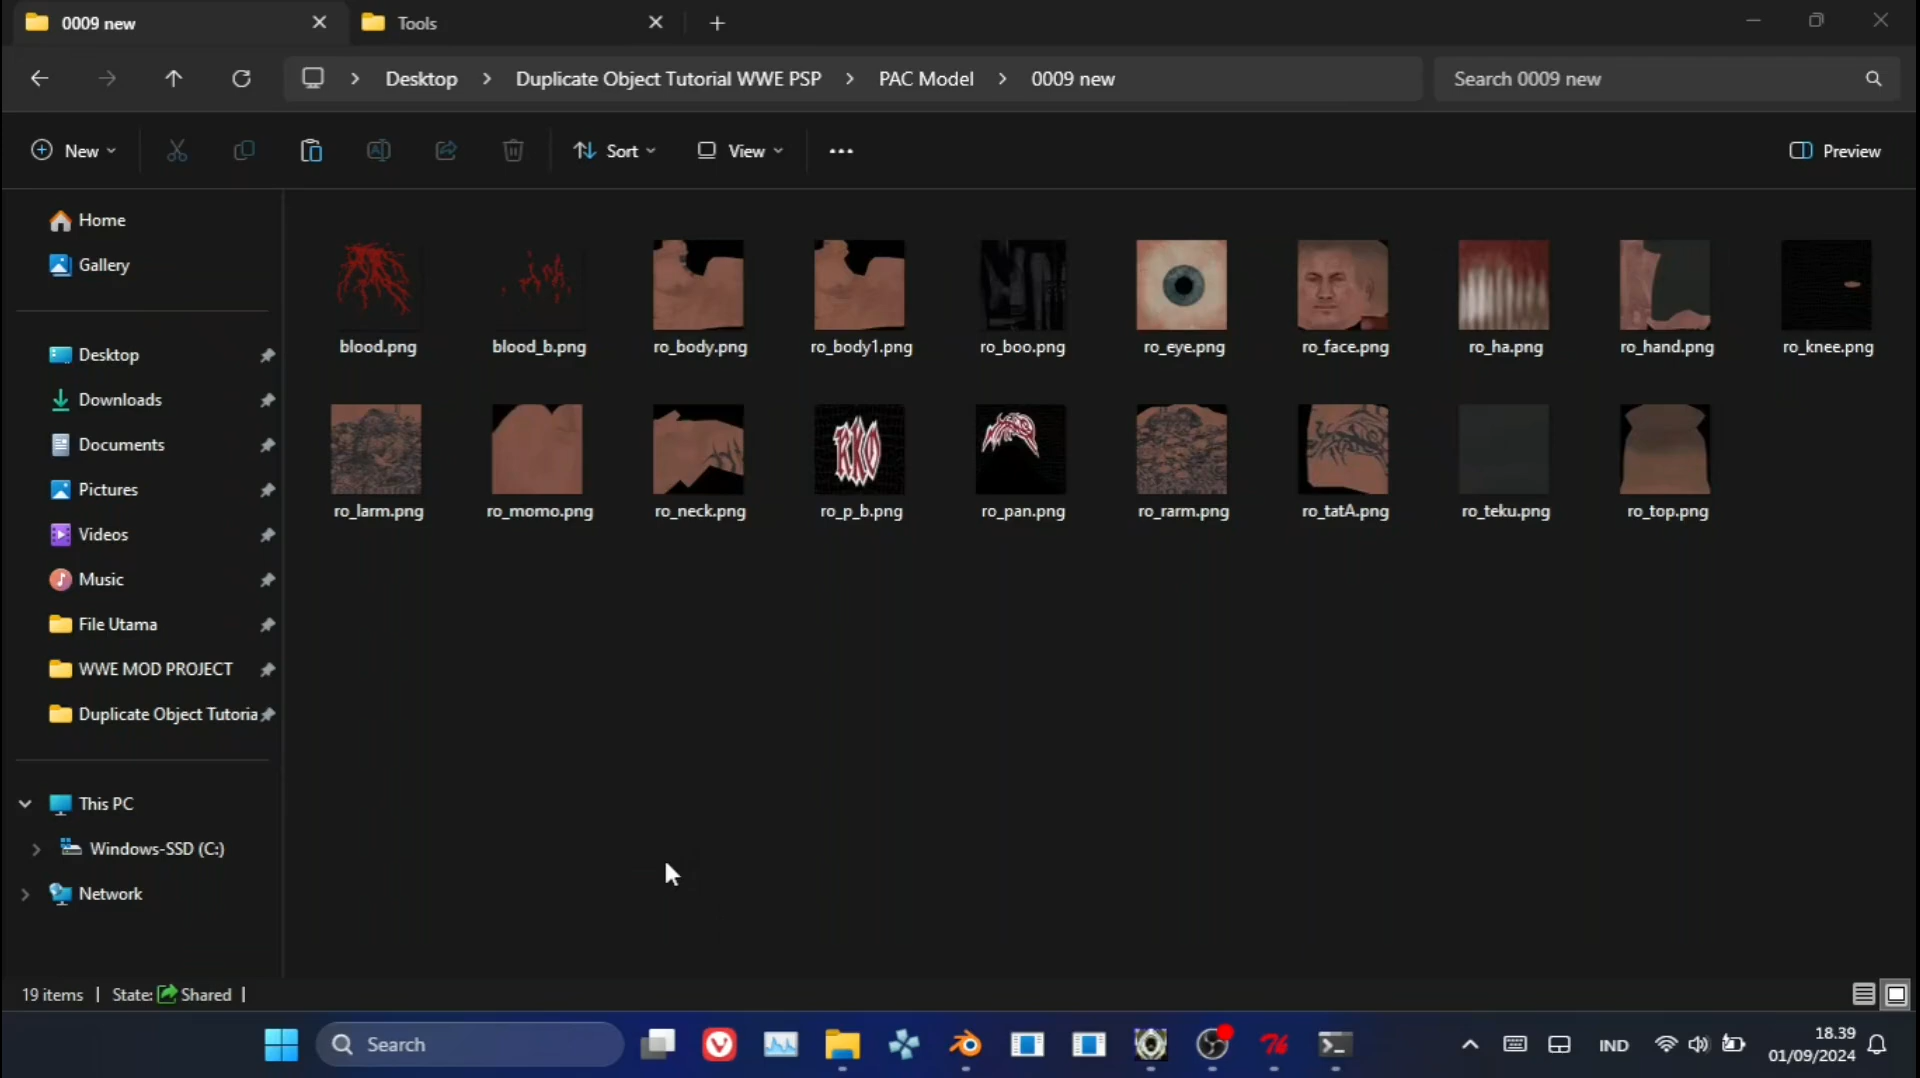 0009 new
Tools
Desktop > Duplicate Object Tutorial WWE PSP > PAC Model > 0009 new
Search 0009 new
New
Sort
View
Preview
Home
Gallery
Desktop
Downloads
Documents
Pictures
Videos
Music
File Utama
WWE MOD PROJECT
Duplicate Object Tutoria
This PC
Windows-SSD (C:)
Network
blood.png
blood_b.png
ro_body.png
ro_body1.png
ro_boo.png
ro_eye.png
ro_face.png
ro_ha.png
ro_hand.png
ro_knee.png
ro_larm.png
ro_momo.png
ro_neck.png
RKO
ro_p_b.png
ro_pan.png
ro_rarm.png
ro_tatA.png
ro_teku.png
ro_top.png
19 items | State: Shared |
Search
IND
18.39
01/09/2024